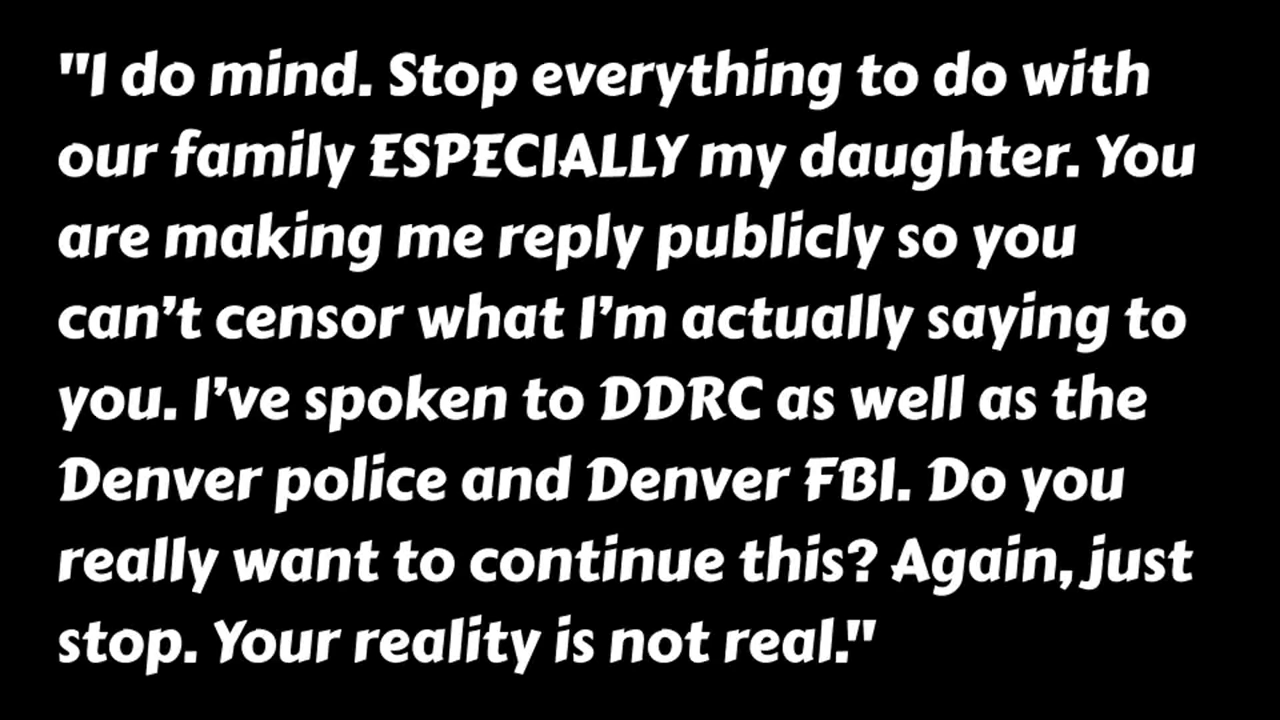 "I do mind. Stop everything to do with
our family ESPECIALLY my daughter. You
are making me reply publicly so you
can’t censor what I’m actually saying to
you. I’ve spoken to DDRC as well as the
Denver police and Denver FBI. Do you
really want to continue this? Again, just
stop. Your reality is not real."